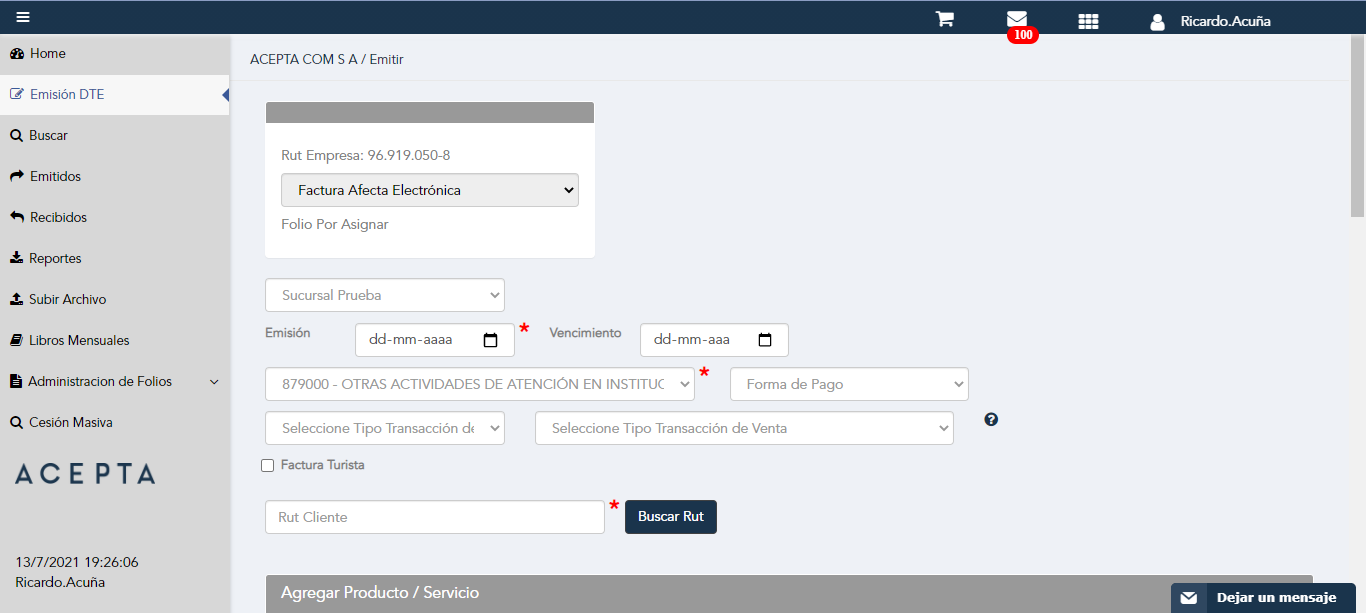 100
Ricardo.Acuña
Home
Emisión DTE
Buscar
Emitidos
Recibidos
Reportes
Subir Archivo
Libros Mensuales
Administracion de Folios
Cesión Masiva
ACEPTA
13/7/2021 19:26:06
Ricardo.Acuña
ACEPTA COM S A / Emitir
Rut Empresa: 96.919.050-8
Factura Afecta Electrónica
Folio Por Asignar
Sucursal Prueba
Emisión dd-mm-aaaa * Vencimiento dd-mm-aaa
879000 - OTRAS ACTIVIDADES DE ATENCIÓN EN INSTITUC * Forma de Pago
Seleccione Tipo Transacción de Seleccione Tipo Transacción de Venta ?
Factura Turista
Rut Cliente * Buscar Rut
Agregar Producto / Servicio
Dejar un mensaje